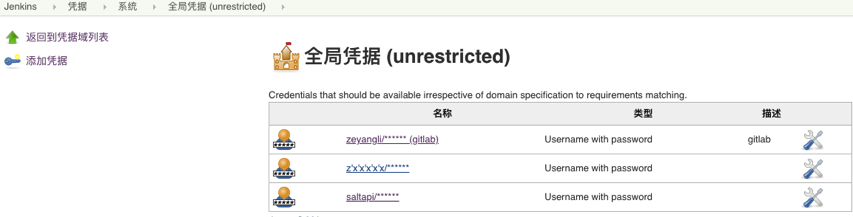 Jenkins 凭据 系统 全局凭据 (unrestricted)
返回到凭据域列表
添加凭据
全局凭据 (unrestricted)
Credentials that should be available irrespective of domain specification to requirements matching.
名称 类型 描述
zeyangli/****** (gitlab) Username with password gitlab
z'x'x'x'x'x/****** Username with password
saltapi/****** Username with password